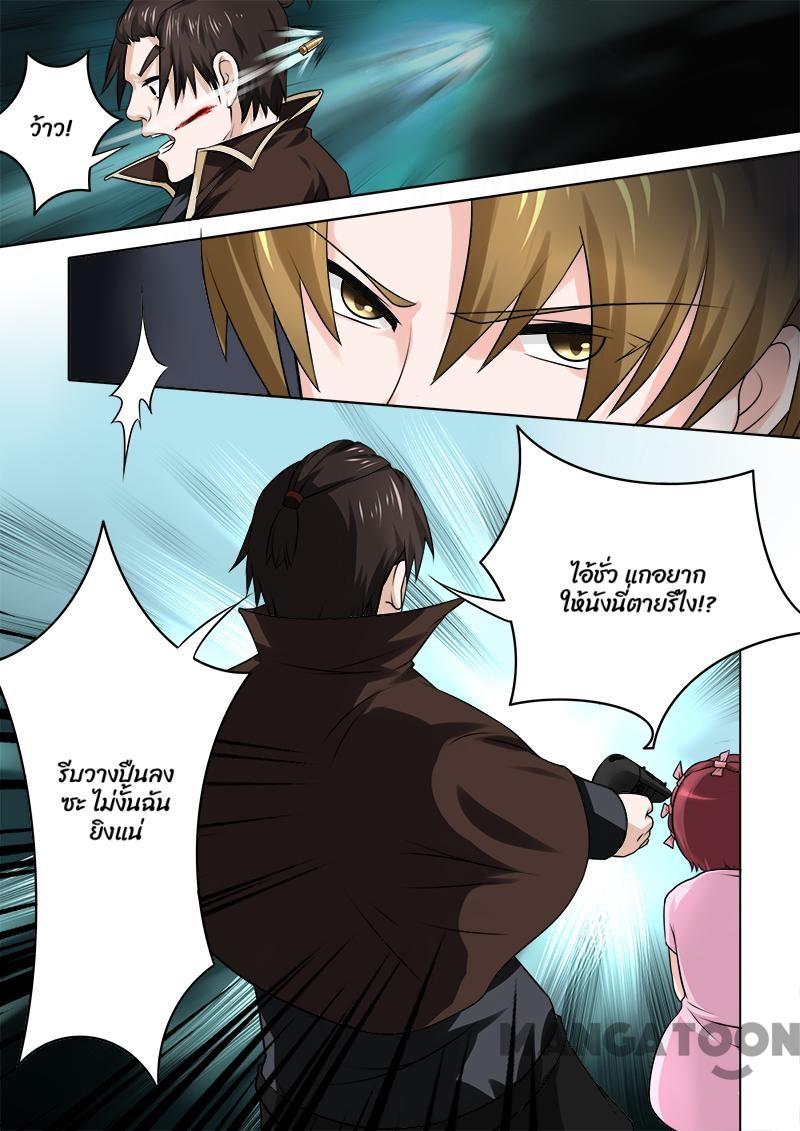 ว้าว!
ไอ้ชั่ว แกอยาก
ให้นังนี่ตายรึไง!?
รีบวางปืนลง
ซะ ไม่งั้นฉัน
ยิงแน่
MANGATOON